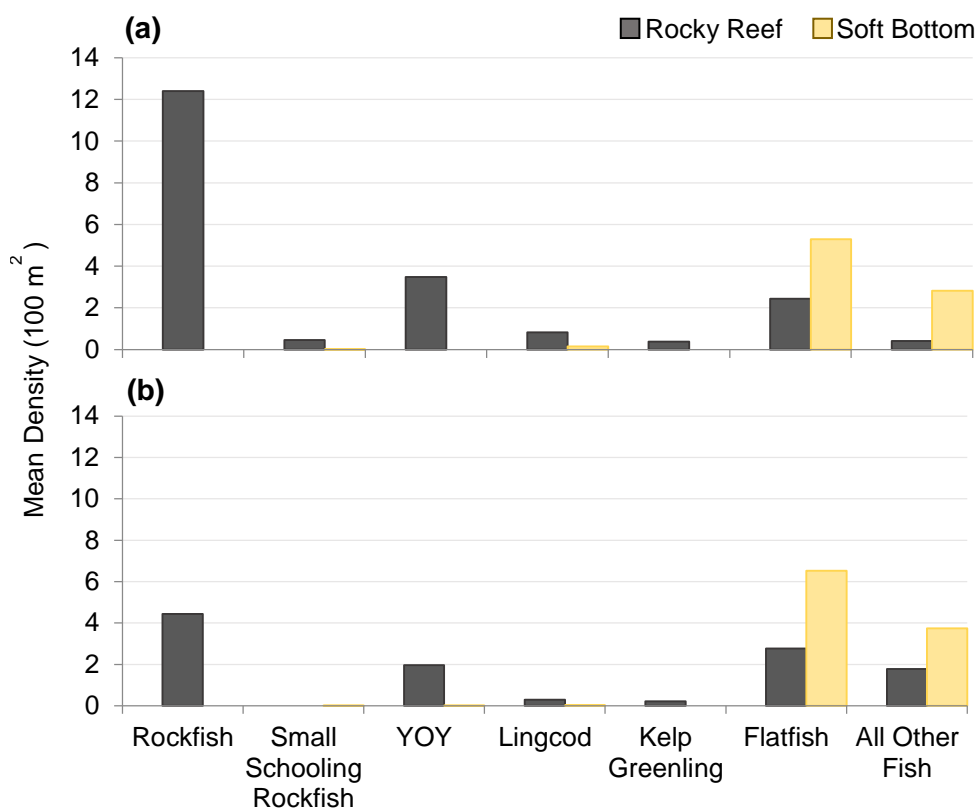 (a)
Rocky Reef Soft Bottom
14
12
10
8
6
4
2
0
(b)
14
12
10
8
6
4
2
0
Mean Density (100 m²)
Rockfish Small YOY Lingcod Kelp Flatfish All Other
Schooling Greenling Fish
Rockfish